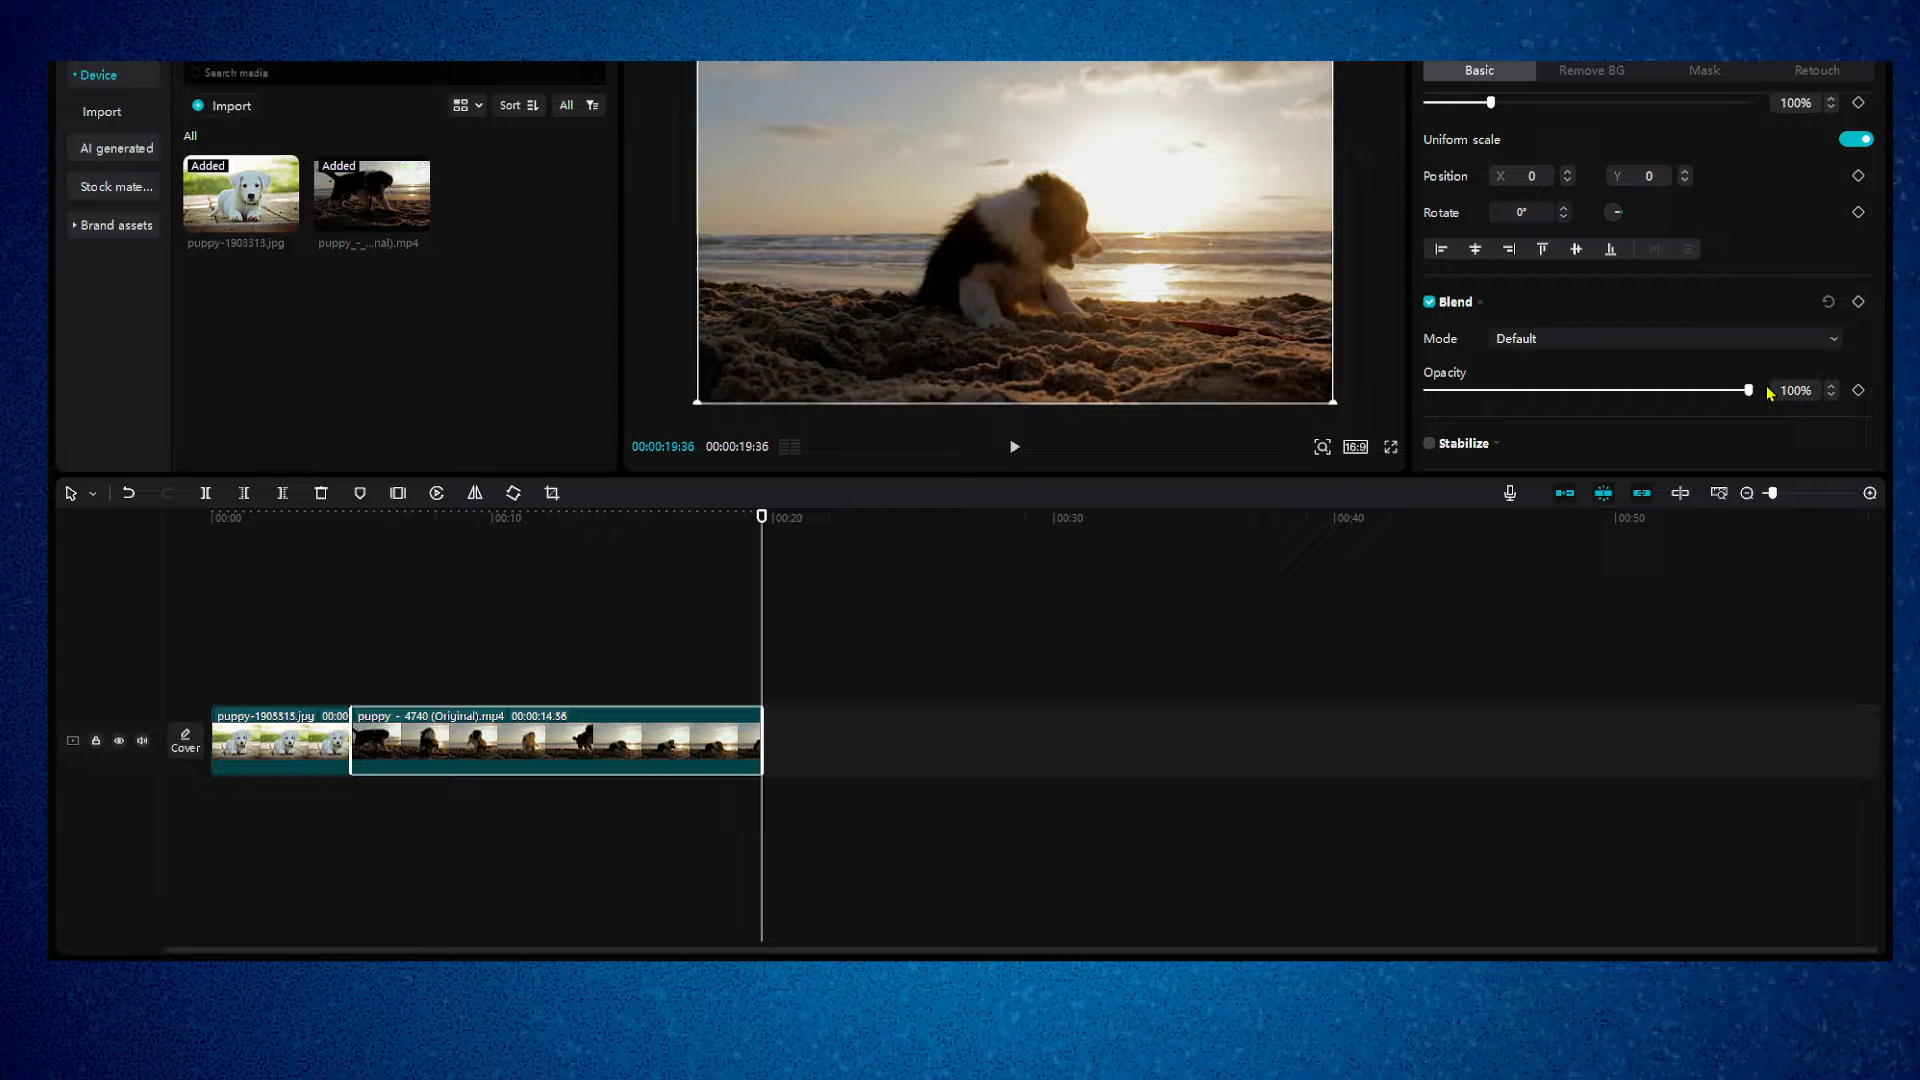 Device
Search media
Basic
Remove BG
Mask
Retouch
Import
Import
Sort
All
100%
All
Uniform scale
AI generated
Added
Added
Stock mate...
Position
X
0
Y
0
Rotate
0°
Brand assets
puppy-1903313.jpg
puppy_-_...nal).mp4
Blend
Mode
Default
Opacity
100%
00:00:19:36
00:00:19:36
16:9
Stabilize
00:00
00:10
00:20
00:30
00:40
00:50
puppy-1903313.jpg 00:00
puppy - 4740 (Original).mp4 00:00:14:36
Cover